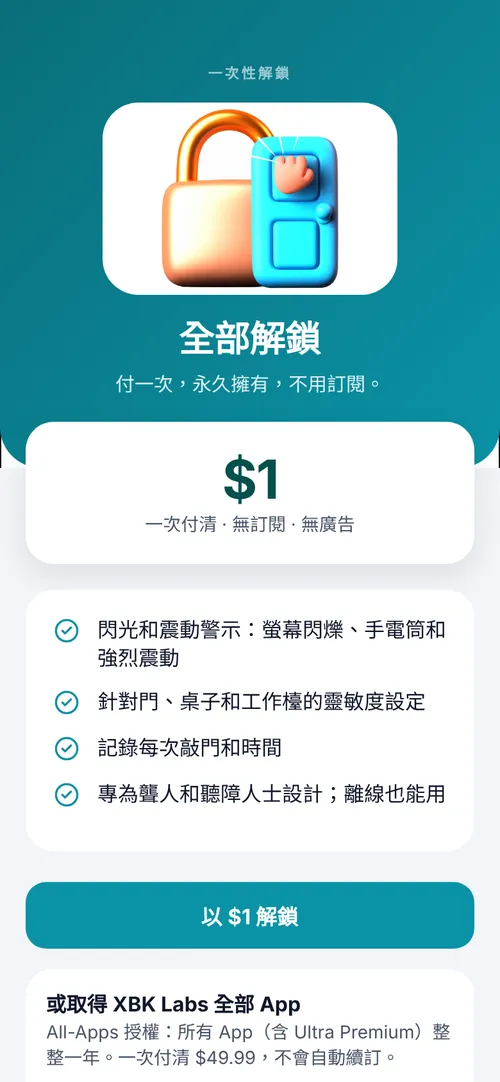 一次性解鎖
全部解鎖
付一次，永久擁有，不用訂閱。
$1
一次付清 · 無訂閱 · 無廣告
閃光和震動警示：螢幕閃爍、手電筒和
強烈震動
針對門、桌子和工作檯的靈敏度設定
記錄每次敲門和時間
專為聾人和聽障人士設計；離線也能用
以 $1 解鎖
或取得 XBK Labs 全部 App
All-Apps 授權：所有 App（含 Ultra Premium）整
整一年。一次付清 $49.99，不會自動續訂。